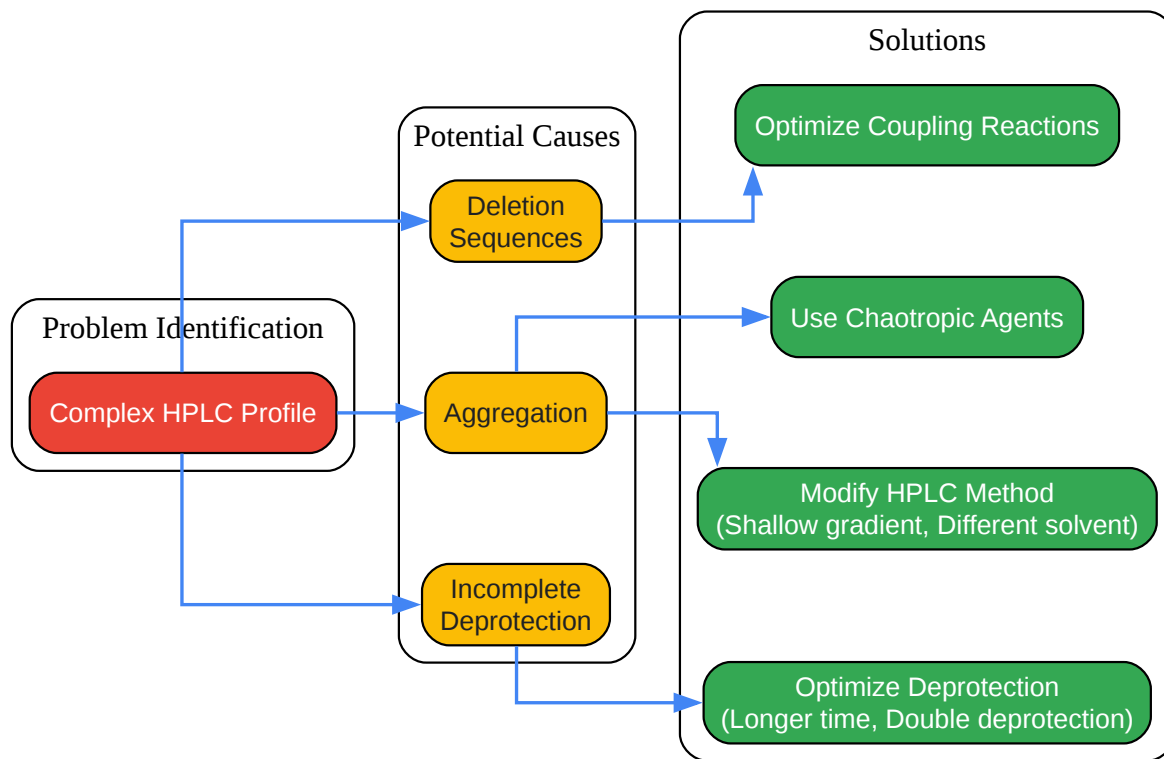 Problem Identification
Complex HPLC Profile
Potential Causes
Deletion
Sequences
Aggregation
Incomplete
Deprotection
Solutions
Optimize Coupling Reactions
Use Chaotropic Agents
Modify HPLC Method
(Shallow gradient, Different solvent)
Optimize Deprotection
(Longer time, Double deprotection)